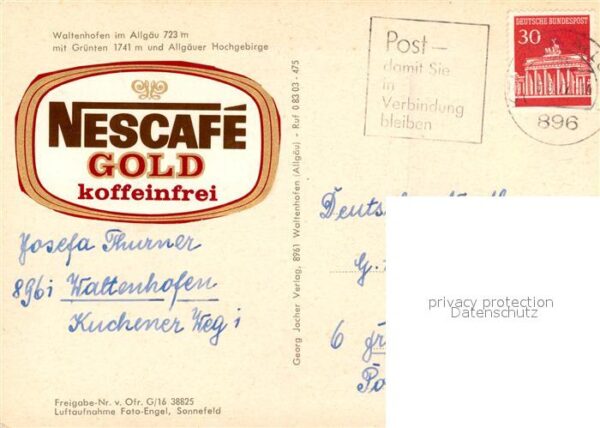 Waltenhofen im Allgäu 723 m
mit Grünten 1741 m und Allgäuer Hochgebirge
NESCAFÉ
GOLD
koffeinfrei
Josefa Thurner
8961 Waltenhofen
Kuchener Weg 1
Freigabe-Nr. v. Ofr. G/16 38825
Luftaufnahme Foto-Engel, Sonnefeld
Georg Jacher Verlag, 8961 Waltenhofen (Allgäu) - Ruf 0 83 03 - 475
Post –
damit Sie
in
Verbindung
bleiben
DEUTSCHE BUNDESPOST
30
896
G.
6
privacy protection
Datenschutz